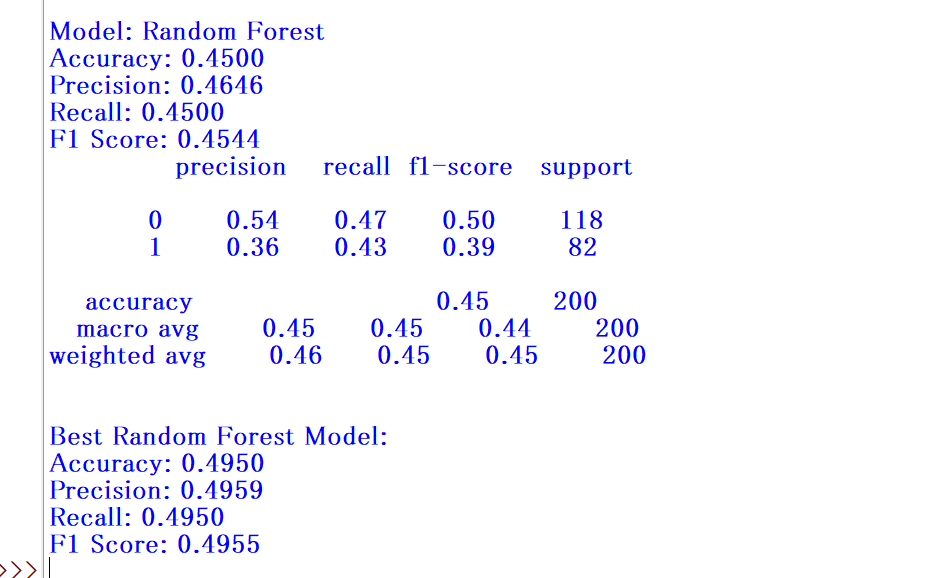 Model: Random Forest
Accuracy: 0.4500
Precision: 0.4646
Recall: 0.4500
F1 Score: 0.4544
precision recall f1-score support
0 0.54 0.47 0.50 118
1 0.36 0.43 0.39 82
accuracy 0.45 200
macro avg 0.45 0.45 0.44 200
weighted avg 0.46 0.45 0.45 200
Best Random Forest Model:
Accuracy: 0.4950
Precision: 0.4959
Recall: 0.4950
F1 Score: 0.4955
>>>